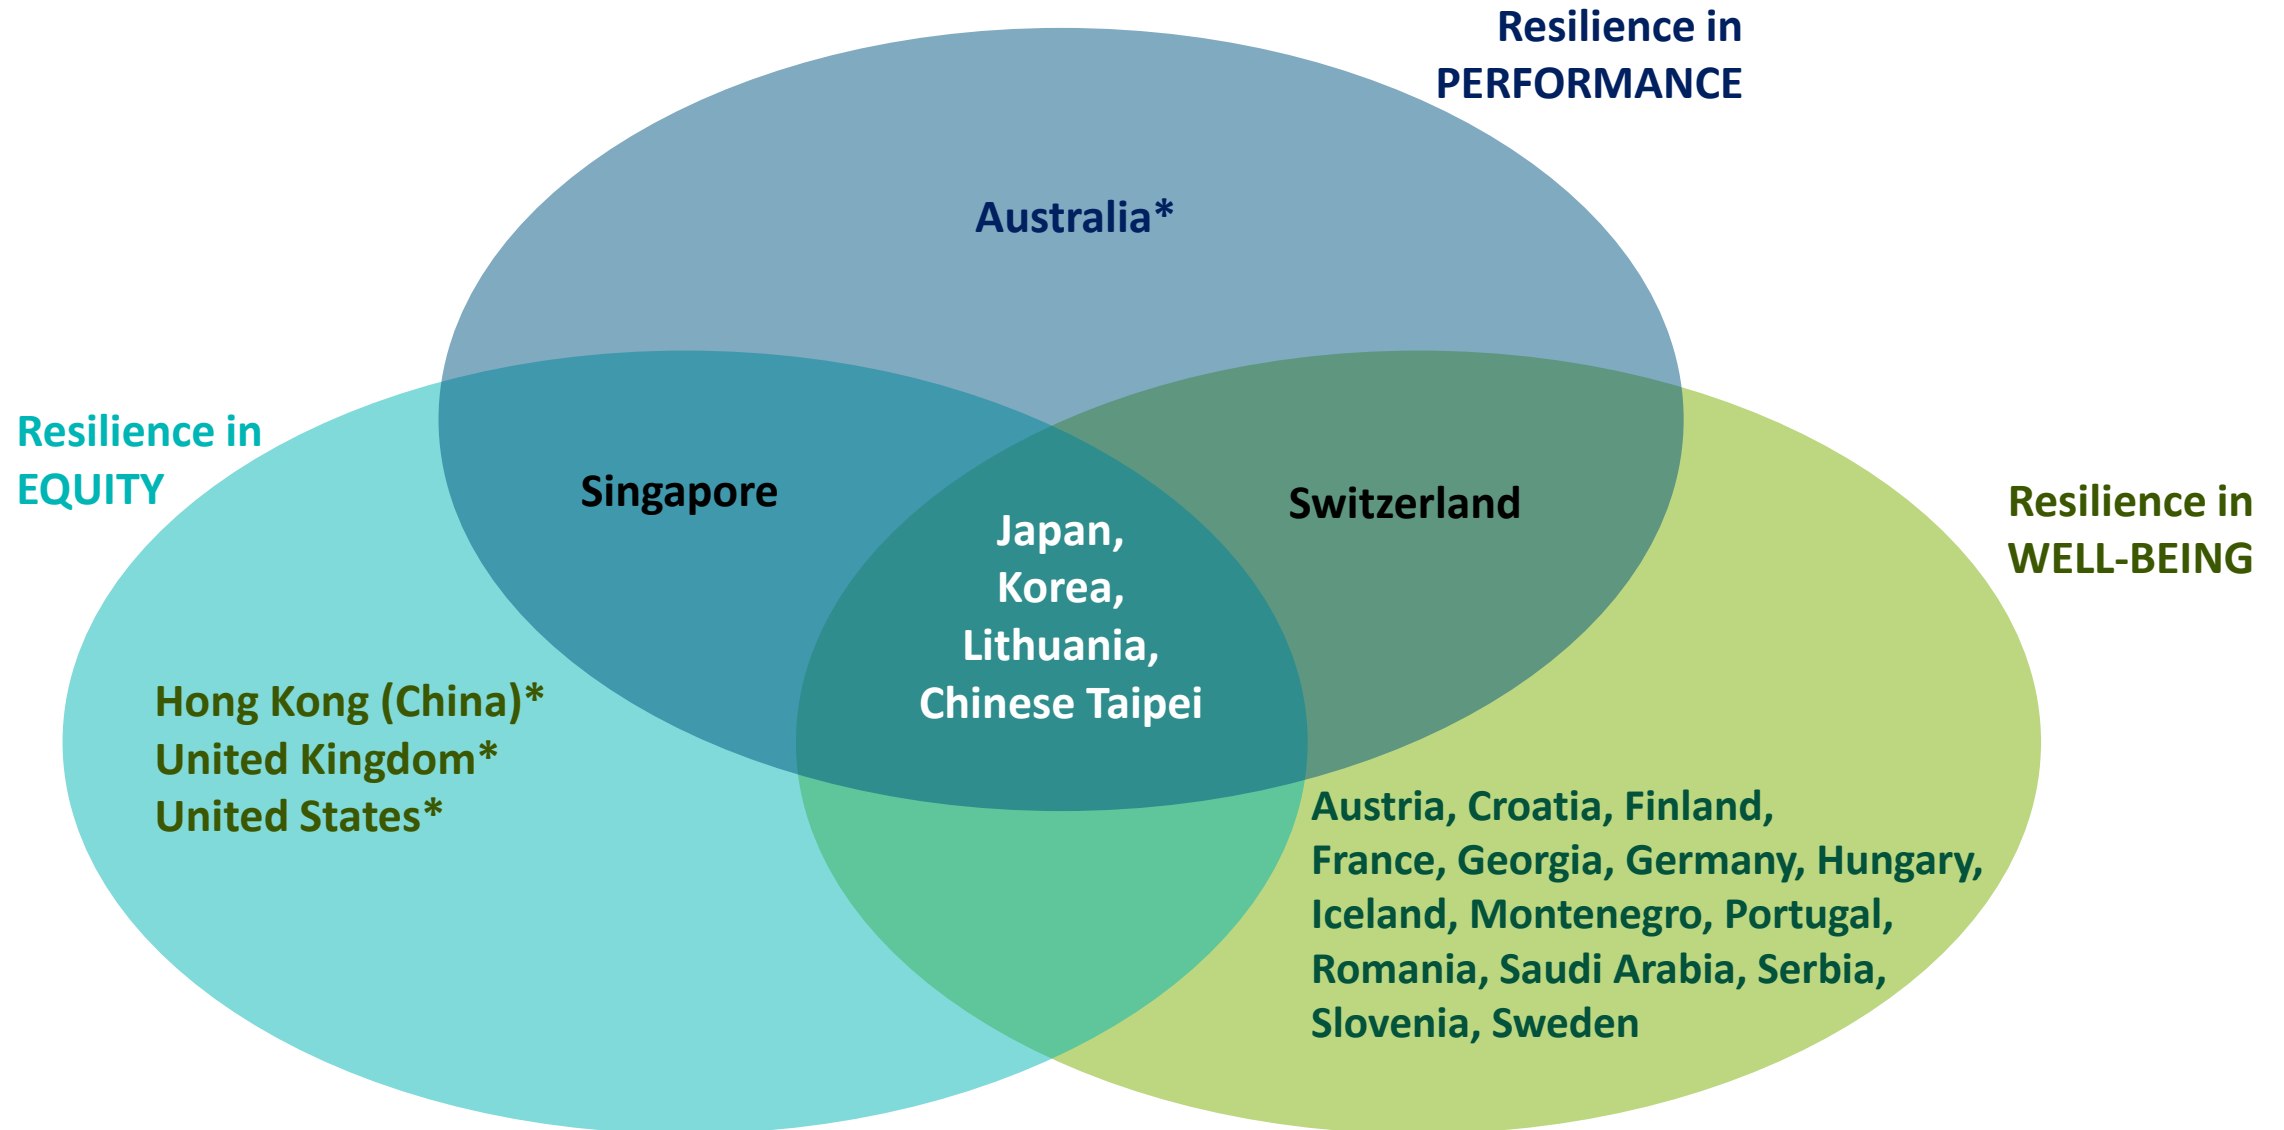 Resilience in
PERFORMANCE
Australia*
Resilience in
EQUITY
Singapore
Switzerland
Resilience in
WELL-BEING
Japan,
Korea,
Lithuania,
Chinese Taipei
Hong Kong (China)*
United Kingdom*
United States*
Austria, Croatia, Finland,
France, Georgia, Germany, Hungary,
Iceland, Montenegro, Portugal,
Romania, Saudi Arabia, Serbia,
Slovenia, Sweden